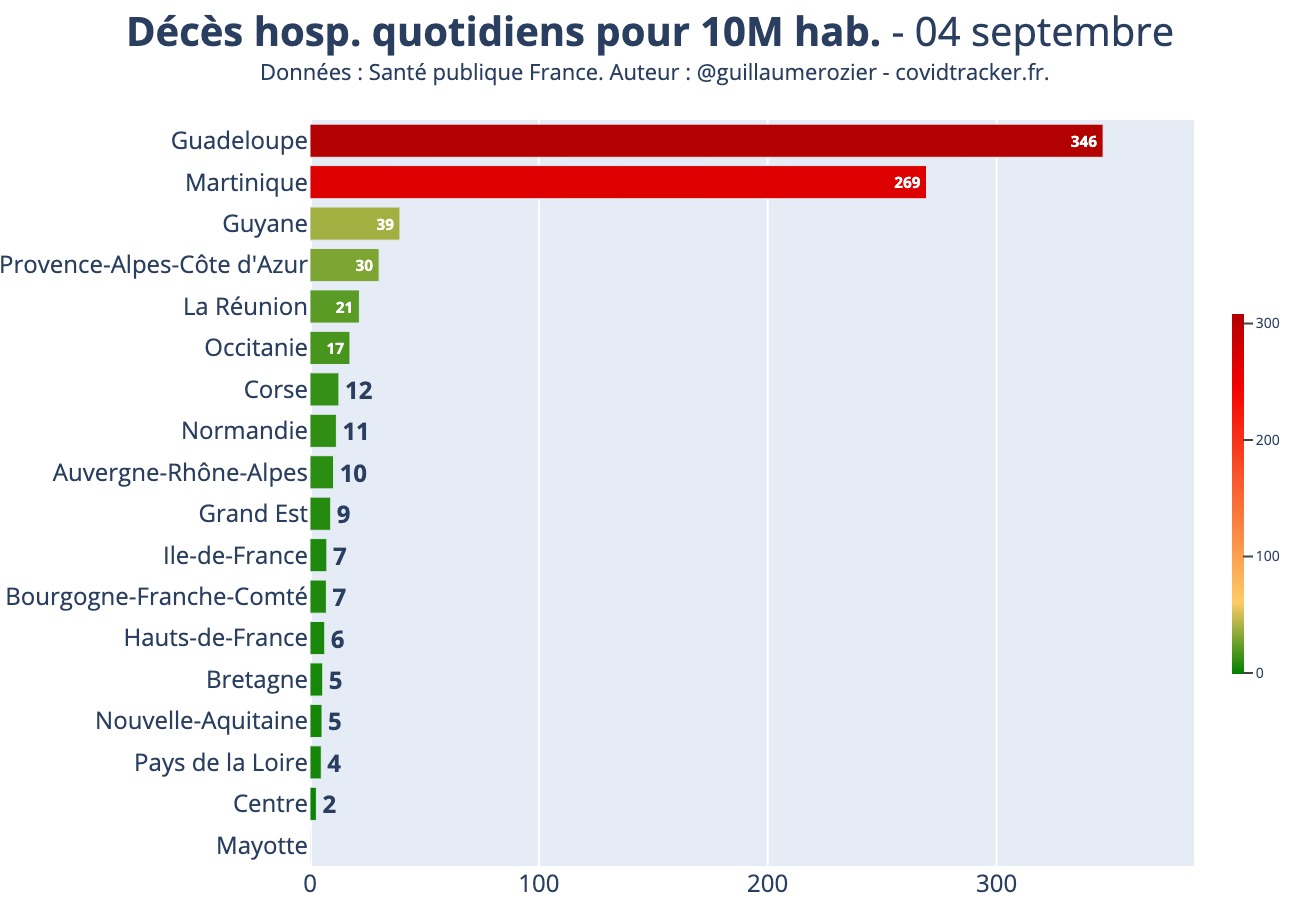 Décès hosp. quotidiens pour 10M hab. - 04 septembre
Données : Santé publique France. Auteur : @guillaumerozier - covidtracker.fr.
Guadeloupe 346
Martinique 269
Guyane 39
Provence-Alpes-Côte d'Azur 30
La Réunion 21
Occitanie 17
Corse 12
Normandie 11
Auvergne-Rhône-Alpes 10
Grand Est 9
Ile-de-France 7
Bourgogne-Franche-Comté 7
Hauts-de-France 6
Bretagne 5
Nouvelle-Aquitaine 5
Pays de la Loire 4
Centre 2
Mayotte
0 100 200 300
300
200
100
0